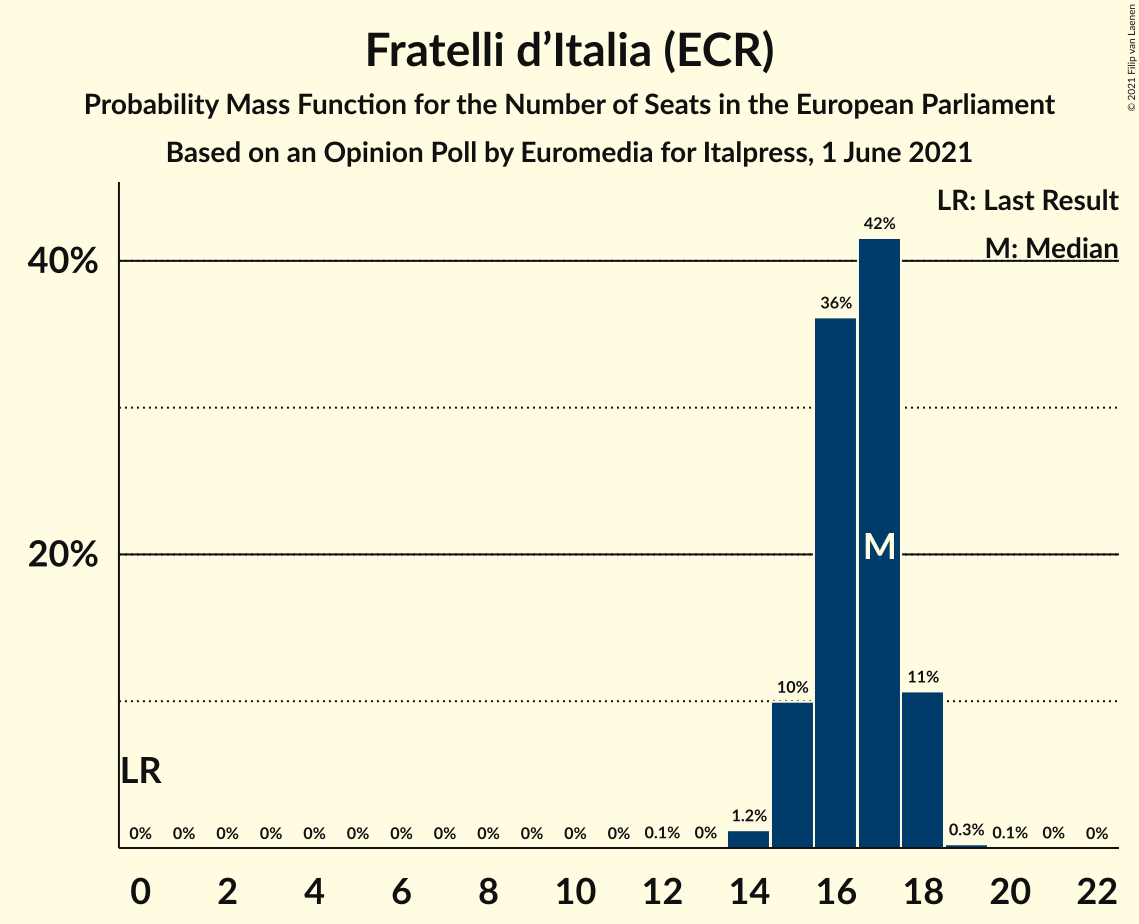 Fratelli d’Italia (ECR)
Probability Mass Function for the Number of Seats in the European Parliament
Based on an Opinion Poll by Euromedia for Italpress, 1 June 2021
© 2021 Filip van Laenen
LR: Last Result
M: Median
40%
20%
42%
36%
M
10%
11%
LR
0% 0% 0% 0% 0% 0% 0% 0% 0% 0% 0% 0% 0.1% 0% 1.2% 0.3% 0.1% 0% 0%
0 2 4 6 8 10 12 14 16 18 20 22